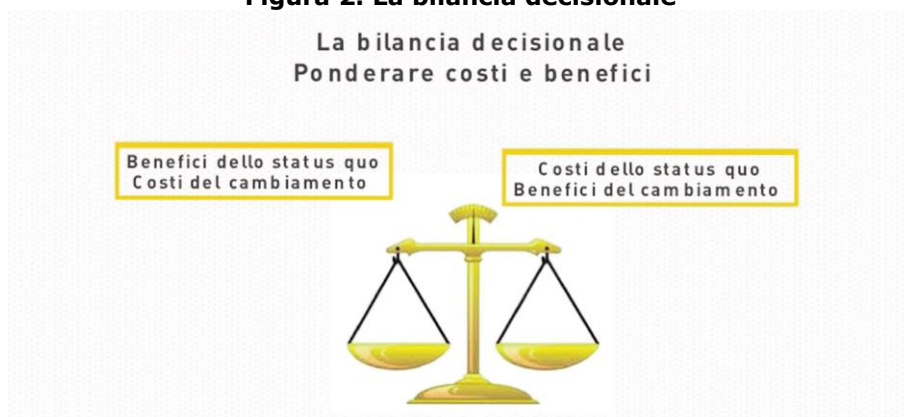 Figura 2. La bilancia decisionale
La bilancia decisionale
Ponderare costi e benefici
Benefici dello status quo
Costi del cambiamento
Costi dello status quo
Benefici del cambiamento